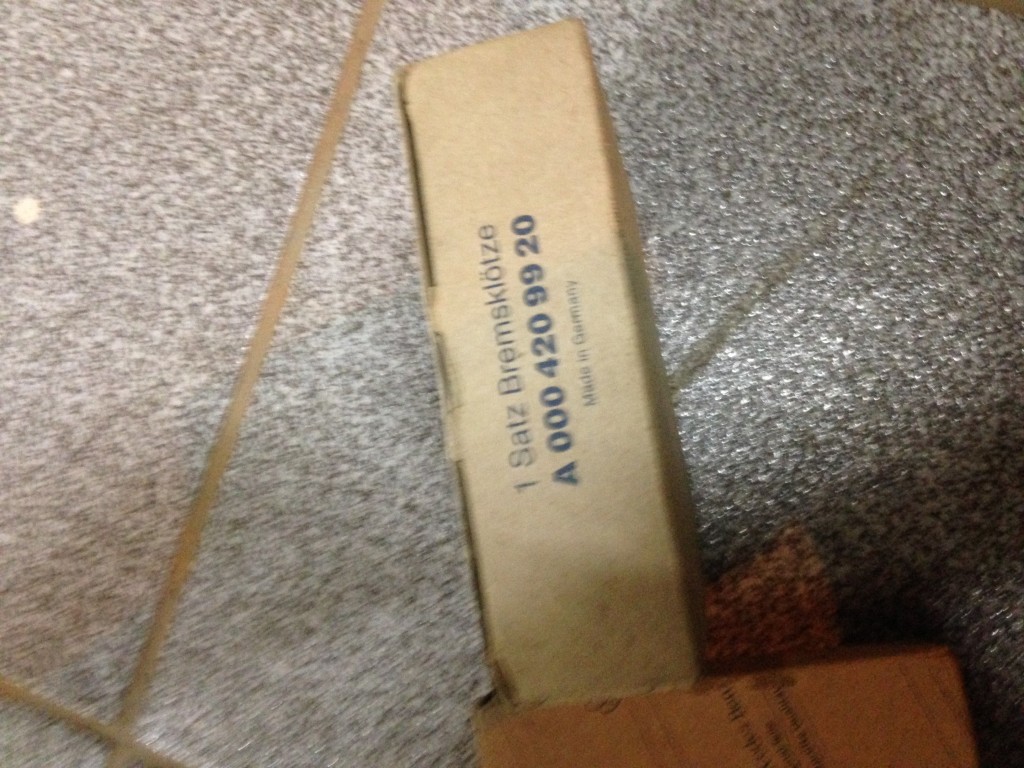 1 Satz Bremsklötze
A 000 420 99 20
Made in Germany